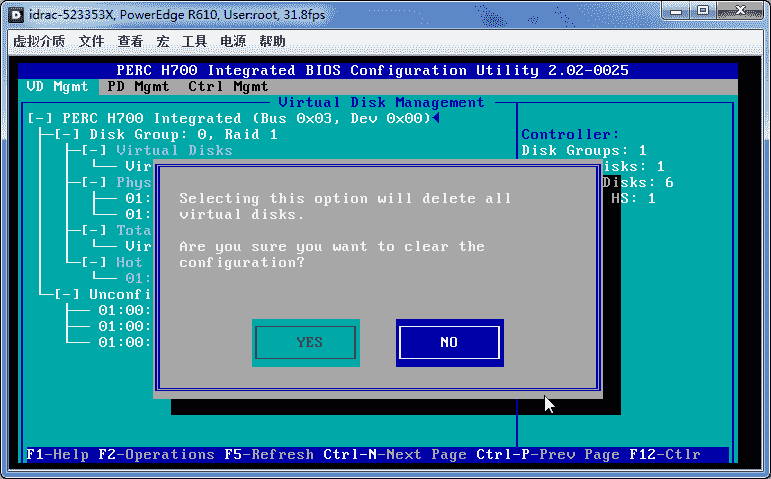 idrac-523353X, PowerEdge R610, User:root, 31.8fps
虚拟介质 文件 查看 宏 工具 电源 帮助
PERC H700 Integrated BIOS Configuration Utility 2.02-0025
VD Mgmt PD Mgmt Ctrl Mgmt
Virtual Disk Management
[-] PERC H700 Integrated (Bus 0x03, Dev 0x00)
[-] Disk Group: 0, Raid 1
[-] Virtual Disks
Vir
[-] Phys
01:
01:
[-] Tota
Vir
[-] Hot
01:
[-] Unconfi
01:00:
01:00:
01:00:
Controller:
Disk Groups: 1
isks: 1
Disks: 6
HS: 1
Selecting this option will delete all
virtual disks.
Are you sure you want to clear the
configuration?
YES NO
F1-Help F2-Operations F5-Refresh Ctrl-N-Next Page Ctrl-P-Prev Page F12-Ctlr